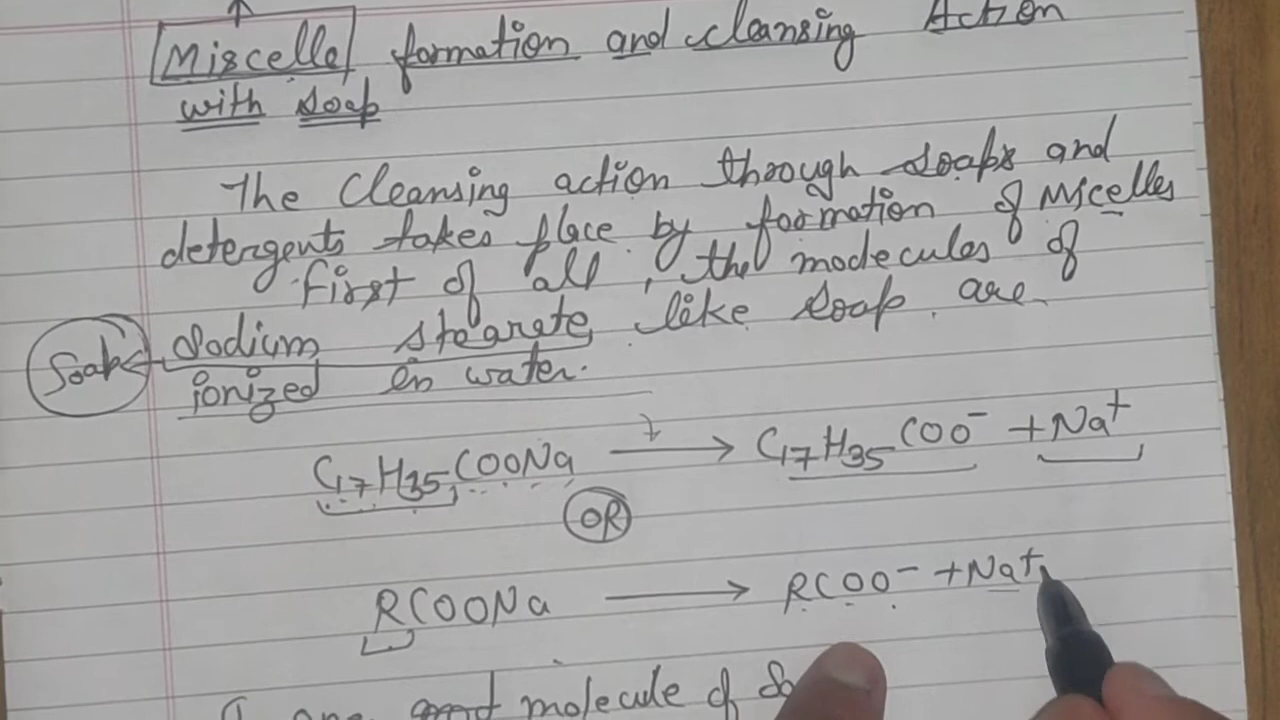 Miscelle formation and cleansing Action
with soap
The Cleansing action through soaps and
detergents takes place by formation of Miscelles
First of all, the modecules of
Soap Sodium stearate, like soap are
ionized in water.
C17H35COONa → C17H35COO⁻ + Na⁺
OR
RCOONa → RCOO⁻ + Na⁺
molecule of